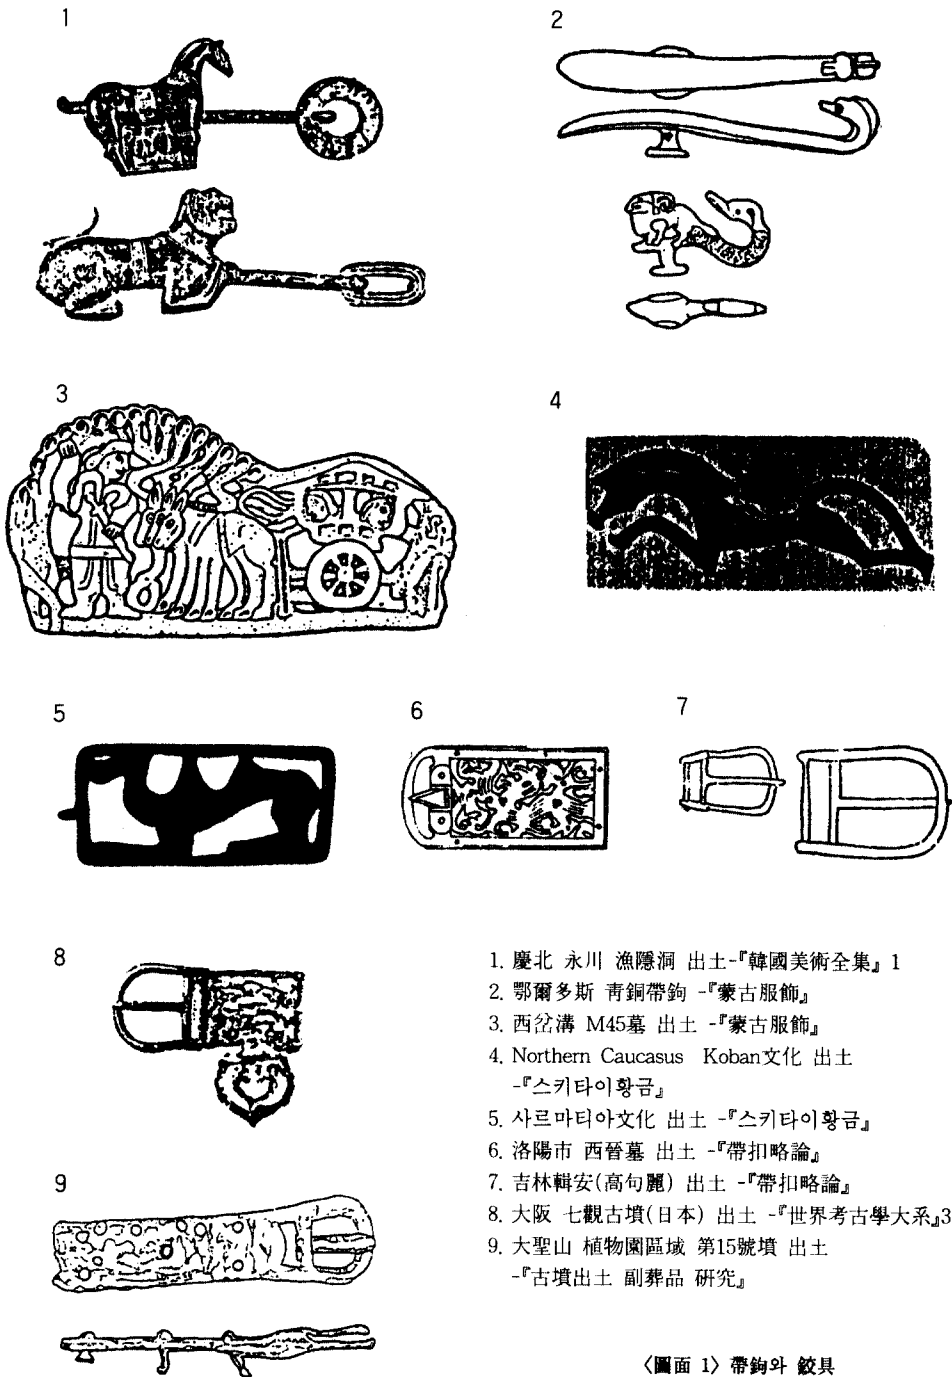 1
2
3
4
5
6
7
8
9
1. 慶北 永川 漁隱洞 出土-『韓國美術全集』 1
2. 鄂爾多斯 靑銅帶鉤 -『蒙古服飾』
3. 西岔溝 M45墓 出土 -『蒙古服飾』
4. Northern Caucasus Koban文化 出土
-『스키타이황금』
5. 사르마티아文化 出土 -『스키타이황금』
6. 洛陽市 西晉墓 出土 -『帶扣略論』
7. 吉林輯安(高句麗) 出土 -『帶扣略論』
8. 大阪 七觀古墳(日本) 出土 -『世界考古學大系』3
9. 大聖山 植物園區域 第15號墳 出土
-『古墳出土 副葬品 硏究』
〈圖面 1〉 帶鉤와 鉸具